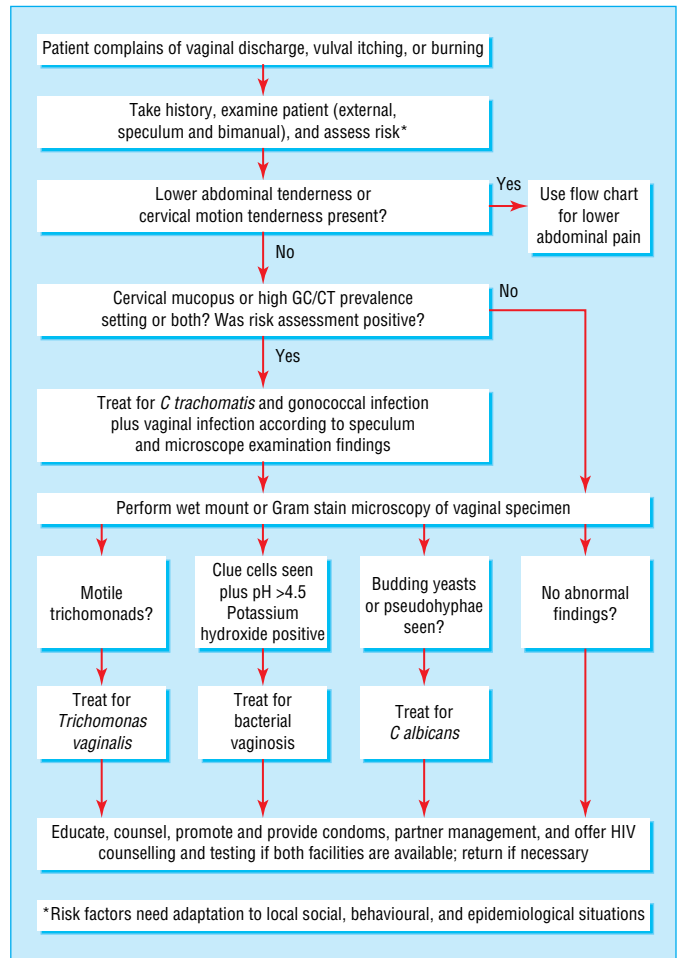 Patient complains of vaginal discharge, vulval itching, or burning
Take history, examine patient (external,
speculum and bimanual), and assess risk*
Lower abdominal tenderness or
cervical motion tenderness present?
Yes
Use flow chart
for lower
abdominal pain
No
Cervical mucopus or high GC/CT prevalence
setting or both? Was risk assessment positive?
No
Yes
Treat for C trachomatis and gonococcal infection
plus vaginal infection according to speculum
and microscope examination findings
Perform wet mount or Gram stain microscopy of vaginal specimen
Motile
trichomonads?
Clue cells seen
plus pH >4.5
Potassium
hydroxide positive
Budding yeasts
or pseudohyphae
seen?
No abnormal
findings?
Treat for
Trichomonas
vaginalis
Treat for
bacterial
vaginosis
Treat for
C albicans
Educate, counsel, promote and provide condoms, partner management, and offer HIV
counselling and testing if both facilities are available; return if necessary
*Risk factors need adaptation to local social, behavioural, and epidemiological situations